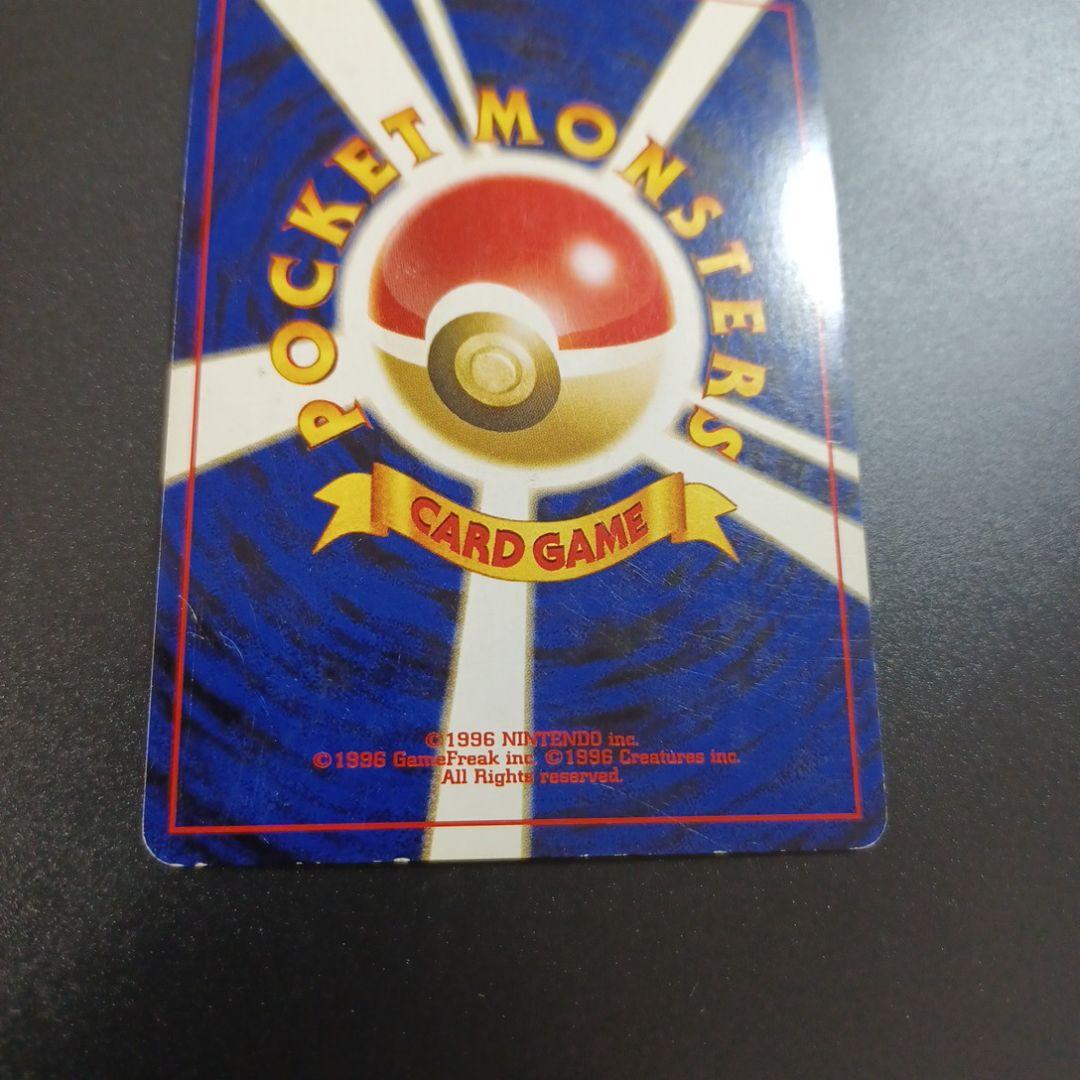 POCKET MONSTERS
CARD GAME
©1996 NINTENDO inc.
©1996 GameFreak inc. ©1996 Creatures inc.
All Rights reserved.